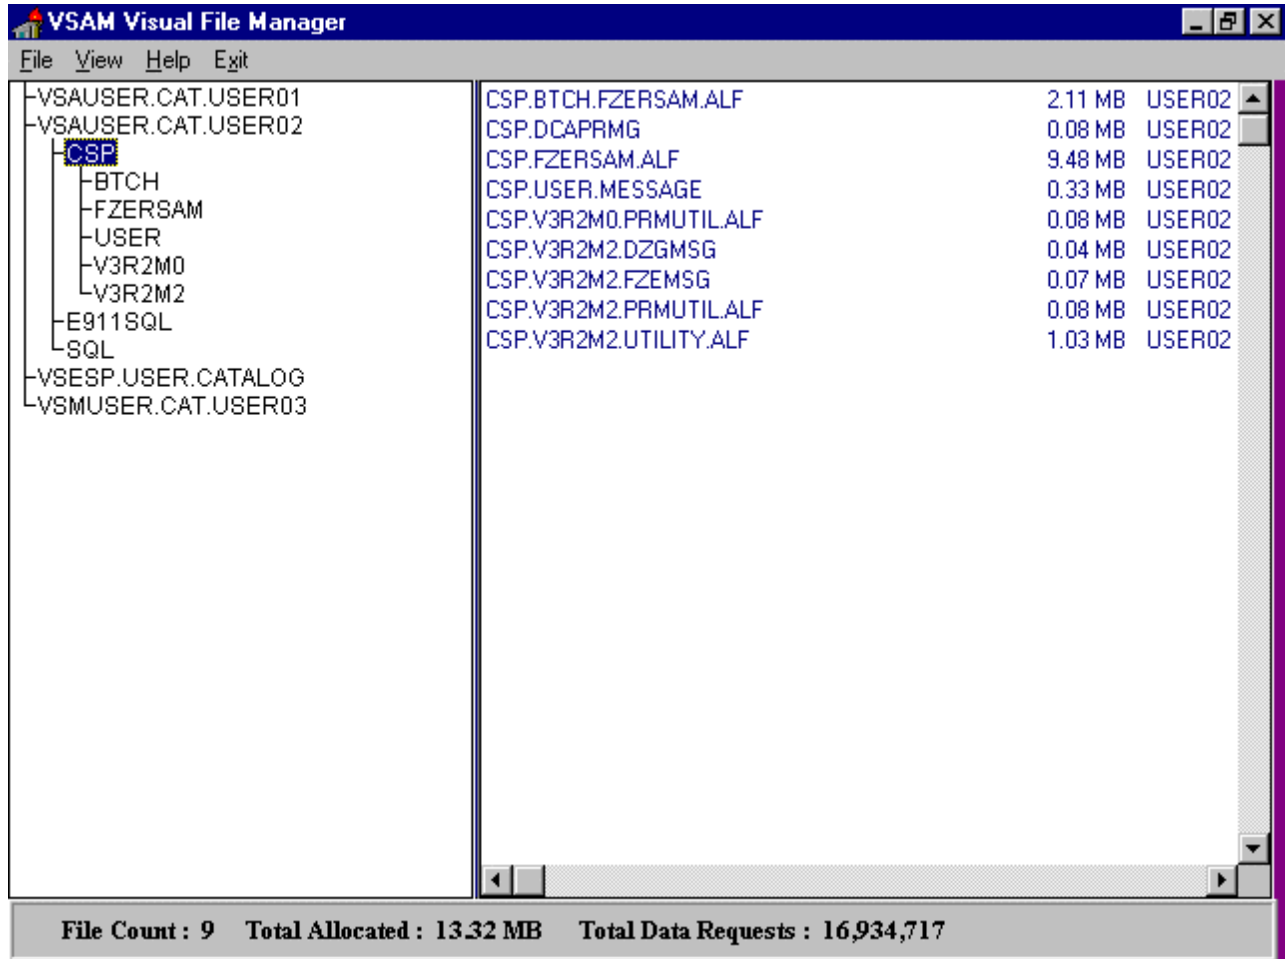 VSAM Visual File Manager
File View Help Exit
VSAUSER.CAT.USER01
VSAUSER.CAT.USER02
CSP
BTCH
FZERSAM
USER
V3R2M0
V3R2M2
E911SQL
SQL
VSESP.USER.CATALOG
VSMUSER.CAT.USER03
CSP.BTCH.FZERSAM.ALF 2.11 MB USER02
CSP.DCAPRMG 0.08 MB USER02
CSP.FZERSAM.ALF 9.48 MB USER02
CSP.USER.MESSAGE 0.33 MB USER02
CSP.V3R2M0.PRMUTIL.ALF 0.08 MB USER02
CSP.V3R2M2.DZGMSG 0.04 MB USER02
CSP.V3R2M2.FZEMSG 0.07 MB USER02
CSP.V3R2M2.PRMUTIL.ALF 0.08 MB USER02
CSP.V3R2M2.UTILITY.ALF 1.03 MB USER02
File Count : 9 Total Allocated : 13.32 MB Total Data Requests : 16,934,717